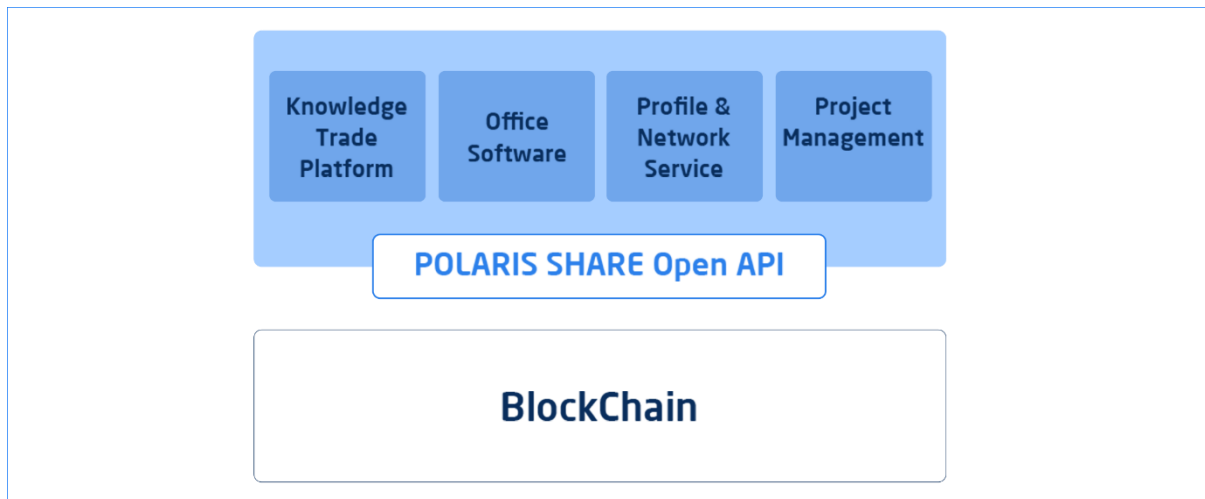 Knowledge
Trade
Platform
Office
Software
Profile &
Network
Service
Project
Management
POLARIS SHARE Open API
BlockChain